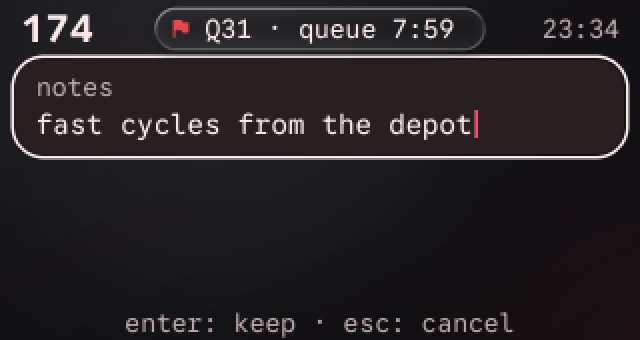 174
Q31 · queue 7:59
23:34
notes
fast cycles from the depot
enter: keep · esc: cancel